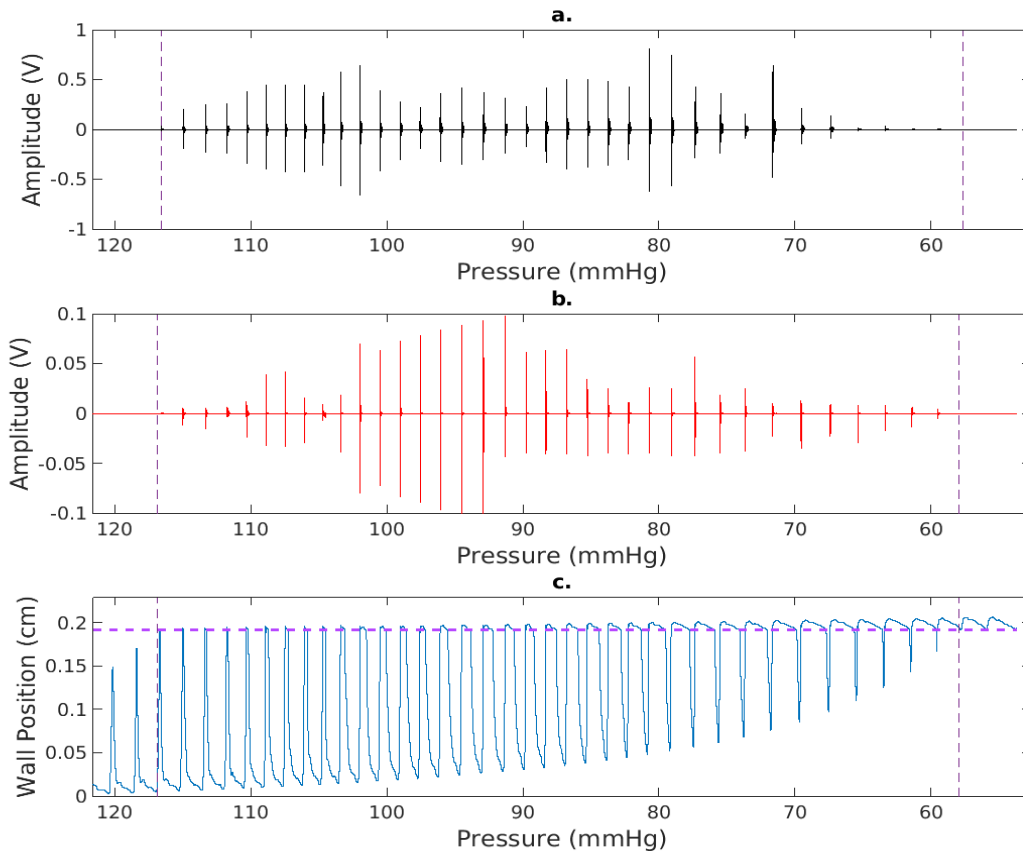 a.
Amplitude (V)
1
0.5
0
-0.5
-1
120 110 100 90 80 70 60
Pressure (mmHg)
b.
Amplitude (V)
0.1
0.05
0
-0.05
-0.1
120 110 100 90 80 70 60
Pressure (mmHg)
c.
Wall Position (cm)
0.2
0.15
0.1
0.05
0
120 110 100 90 80 70 60
Pressure (mmHg)